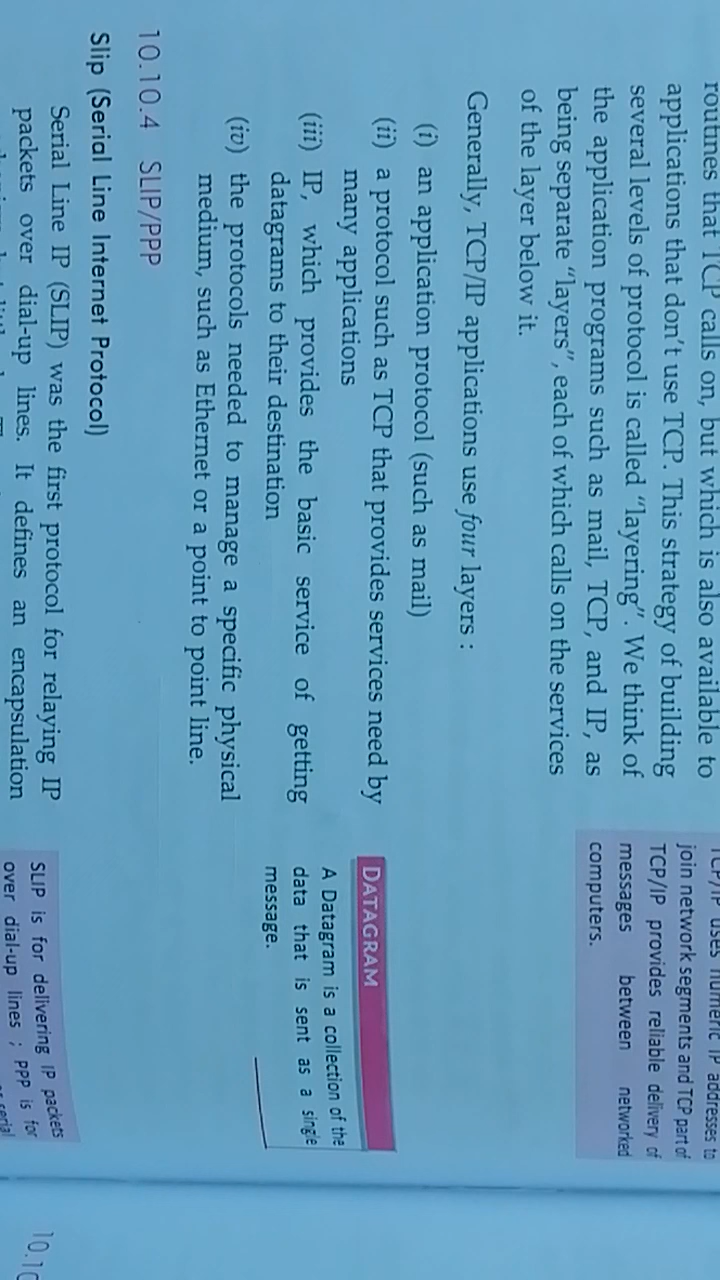 routines that TCP calls on, but which is also available to
applications that don't use TCP. This strategy of building
several levels of protocol is called "layering". We think of
the application programs such as mail, TCP, and IP, as
being separate "layers", each of which calls on the services
of the layer below it.
Generally, TCP/IP applications use four layers :
(i) an application protocol (such as mail)
(ii) a protocol such as TCP that provides services need by
many applications
(iii) IP, which provides the basic service of getting
datagrams to their destination
(iv) the protocols needed to manage a specific physical
medium, such as Ethernet or a point to point line.
10.10.4 SLIP/PPP
Slip (Serial Line Internet Protocol)
Serial Line IP (SLIP) was the first protocol for relaying IP
packets over dial-up lines. It defines an encapsulation
TCP/IP uses numeric IP addresses to
join network segments and TCP part of
TCP/IP provides reliable delivery of
messages between networked
computers.
DATAGRAM
A Datagram is a collection of the
data that is sent as a single
message.
SLIP is for delivering IP packets
over dial-up lines ; PPP is for
serial
10.10